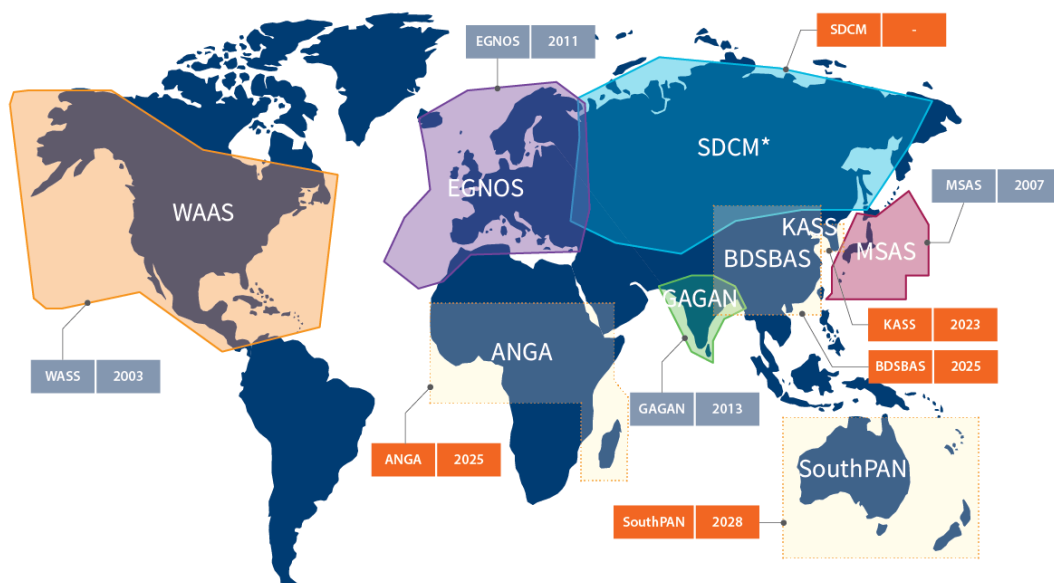 EGNOS 2011
SDCM -
SDCM*
WAAS
EGNOS
MSAS 2007
KASS
MSAS
BDSBAS
GAGAN
KASS 2023
ANGA
BDSBAS 2025
WASS 2003
GAGAN 2013
ANGA 2025
SouthPAN
SouthPAN 2028